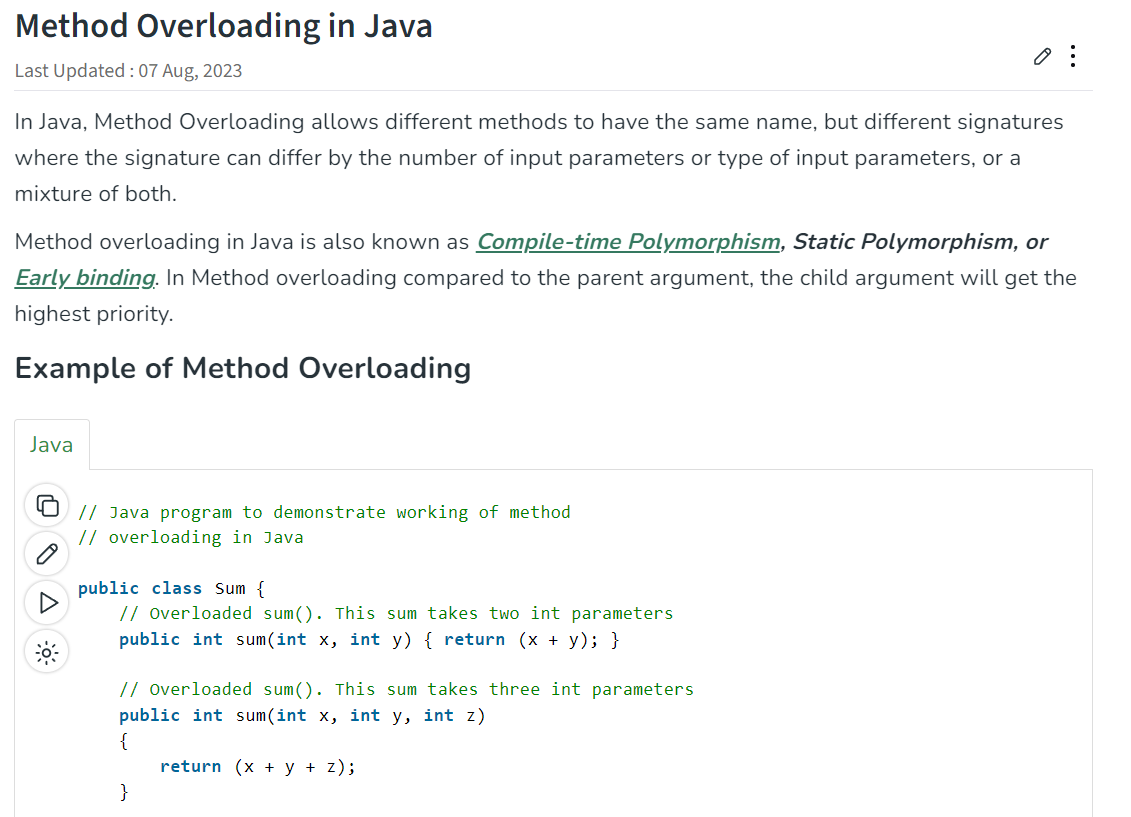 Method Overloading in Java
Last Updated : 07 Aug, 2023
In Java, Method Overloading allows different methods to have the same name, but different signatures
where the signature can differ by the number of input parameters or type of input parameters, or a
mixture of both.
Method overloading in Java is also known as Compile-time Polymorphism, Static Polymorphism, or
Early binding. In Method overloading compared to the parent argument, the child argument will get the
highest priority.
Example of Method Overloading
Java
// Java program to demonstrate working of method
// overloading in Java
public class Sum {
    // Overloaded sum(). This sum takes two int parameters
    public int sum(int x, int y) { return (x + y); }
    // Overloaded sum(). This sum takes three int parameters
    public int sum(int x, int y, int z)
    {
        return (x + y + z);
    }